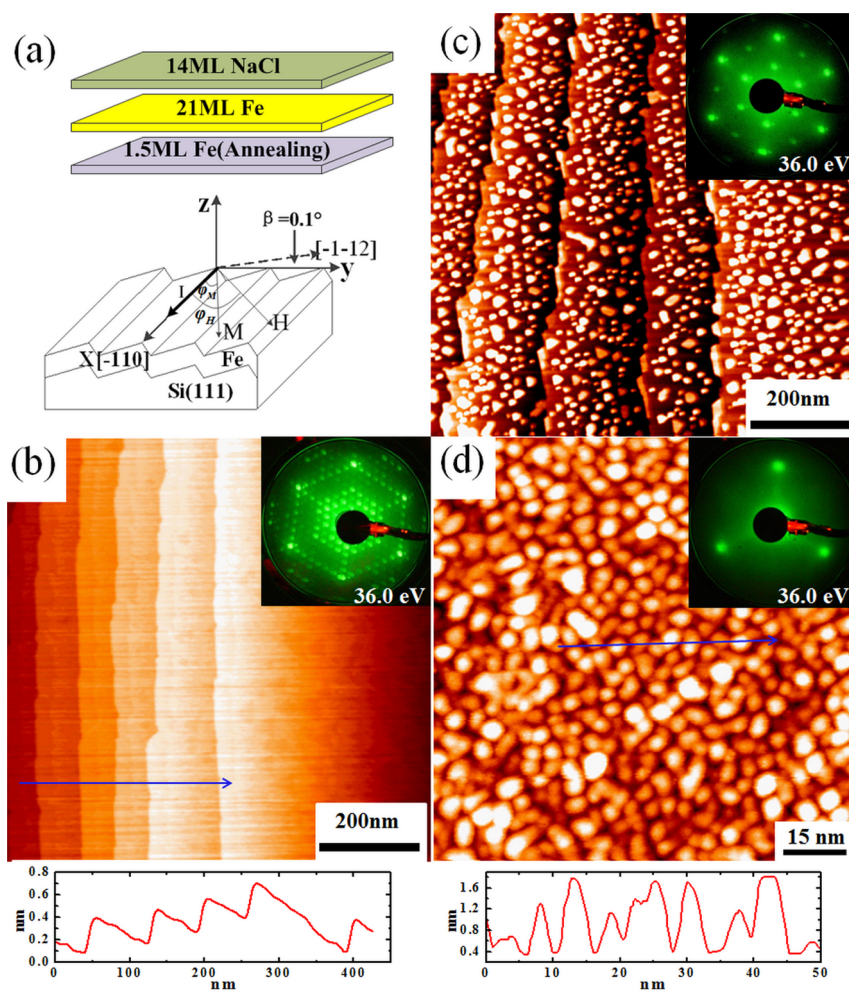 (a)
14ML NaCl
21ML Fe
1.5ML Fe(Annealing)
z
β=0.1°
[-1-12]
y
I
φM
φH
M
H
X[-110]
Fe
Si(111)
(c)
36.0 eV
200nm
(b)
36.0 eV
200nm
(d)
36.0 eV
15 nm
0.8
0.6
0.4
0.2
0.0
nm
0 100 200 300 400
nm
1.6
1.2
0.8
0.4
nm
0 10 20 30 40 50
nm